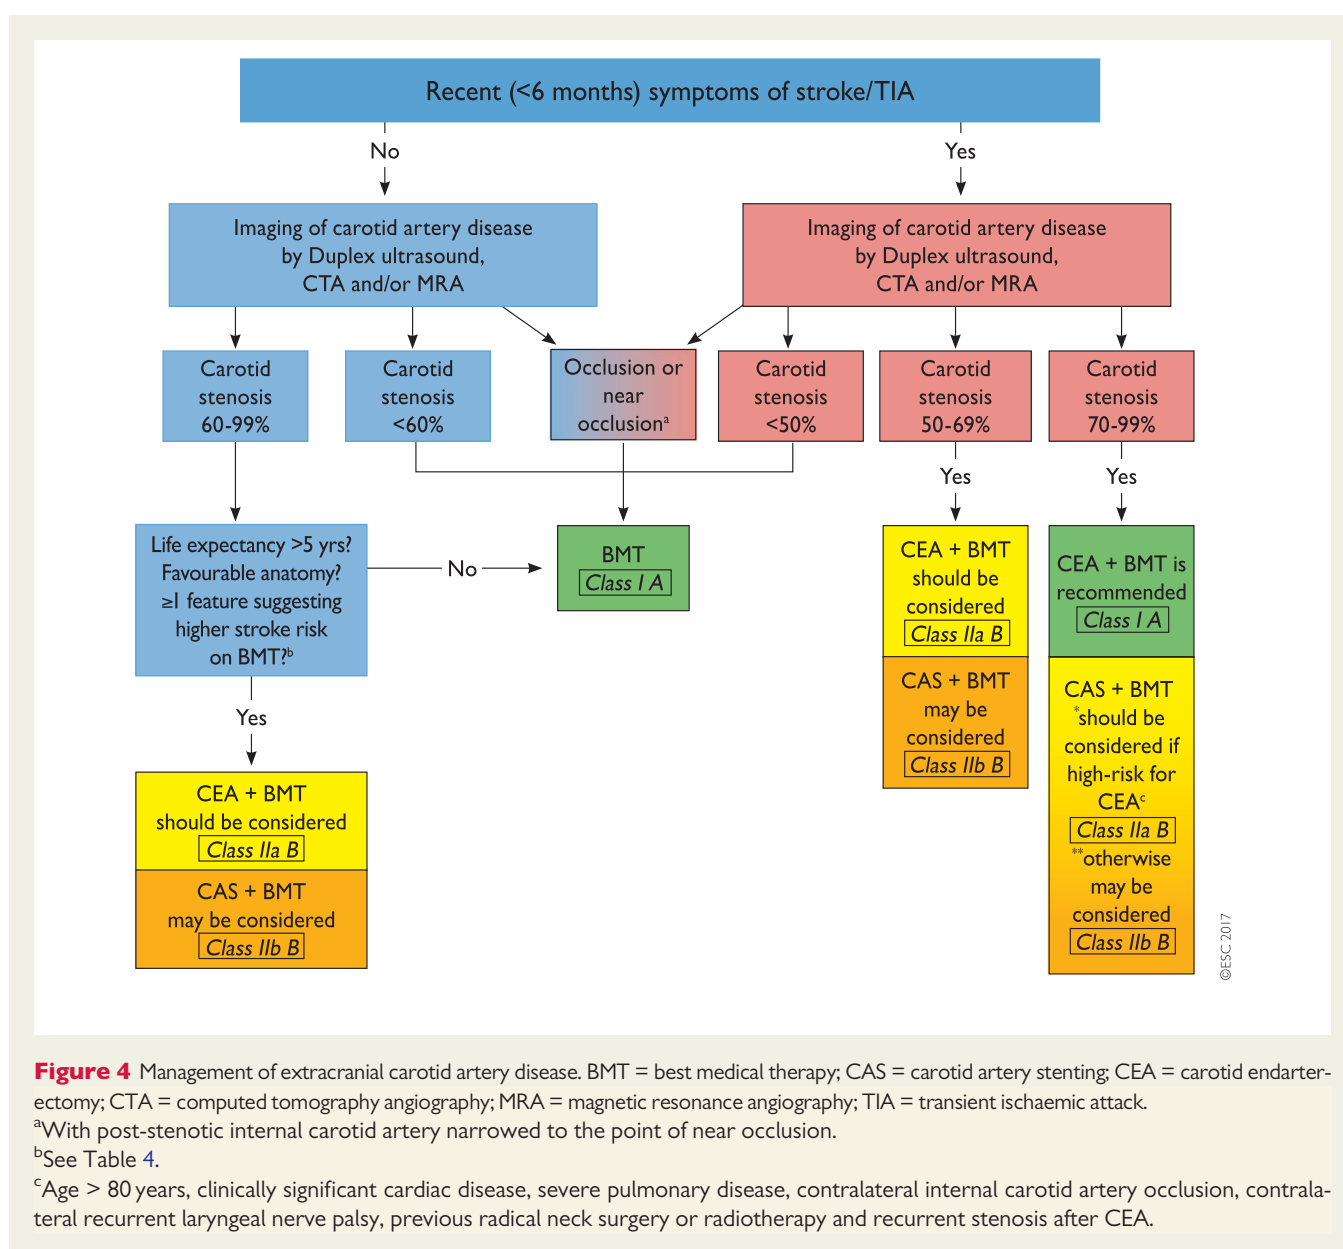 Recent (<6 months) symptoms of stroke/TIA
No
Yes
Imaging of carotid artery disease
by Duplex ultrasound,
CTA and/or MRA
Imaging of carotid artery disease
by Duplex ultrasound,
CTA and/or MRA
Carotid
stenosis
60-99%
Carotid
stenosis
<60%
Occlusion or
near
occlusionᵃ
Carotid
stenosis
<50%
Carotid
stenosis
50-69%
Carotid
stenosis
70-99%
Yes
Yes
Life expectancy >5 yrs?
Favourable anatomy?
≥1 feature suggesting
higher stroke risk
on BMT?ᵇ
No
BMT
Class I A
CEA + BMT
should be
considered
Class IIa B
CAS + BMT
may be
considered
Class IIb B
CEA + BMT is
recommended
Class I A
CAS + BMT
*should be
considered if
high-risk for
CEAᶜ
Class IIa B
**otherwise
may be
considered
Class IIb B
Yes
CEA + BMT
should be considered
Class IIa B
CAS + BMT
may be considered
Class IIb B
©ESC 2017
Figure 4 Management of extracranial carotid artery disease. BMT = best medical therapy; CAS = carotid artery stenting; CEA = carotid endarter-
ectomy; CTA = computed tomography angiography; MRA = magnetic resonance angiography; TIA = transient ischaemic attack.
ᵃWith post-stenotic internal carotid artery narrowed to the point of near occlusion.
ᵇSee Table 4.
ᶜAge > 80 years, clinically significant cardiac disease, severe pulmonary disease, contralateral internal carotid artery occlusion, contrala-
teral recurrent laryngeal nerve palsy, previous radical neck surgery or radiotherapy and recurrent stenosis after CEA.